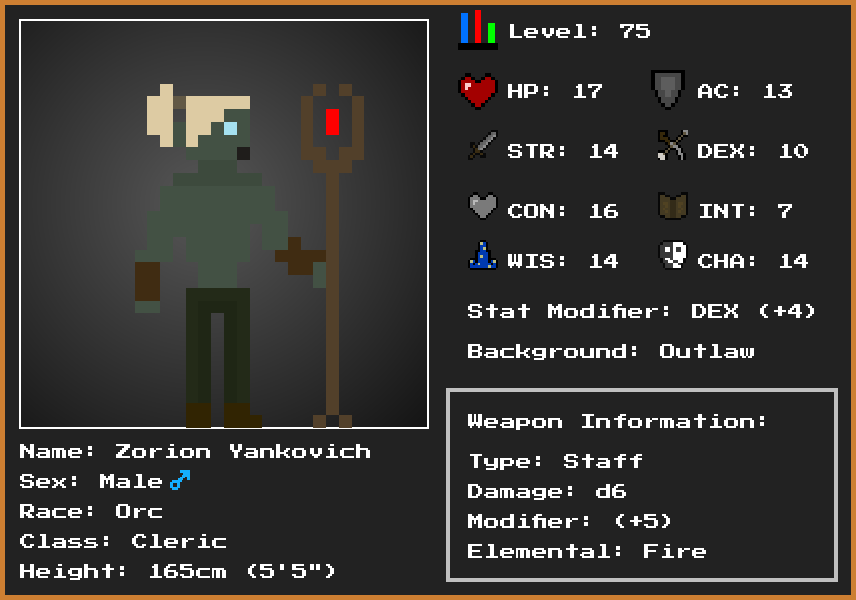 Level: 75
HP: 17 AC: 13
STR: 14 DEX: 10
CON: 16 INT: 7
WIS: 14 CHA: 14
Stat Modifier: DEX (+4)
Background: Outlaw
Weapon Information:
Type: Staff
Damage: d6
Modifier: (+5)
Elemental: Fire
Name: Zorion Yankovich
Sex: Male♂
Race: Orc
Class: Cleric
Height: 165cm (5'5")